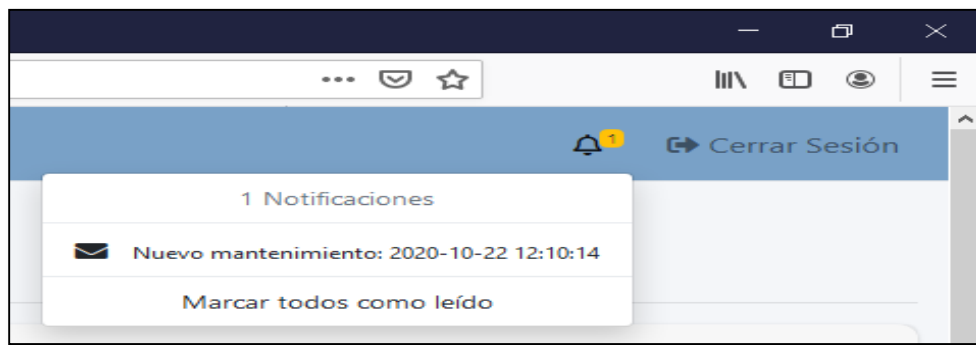 1
Cerrar Sesión
1 Notificaciones
Nuevo mantenimiento: 2020-10-22 12:10:14
Marcar todos como leído